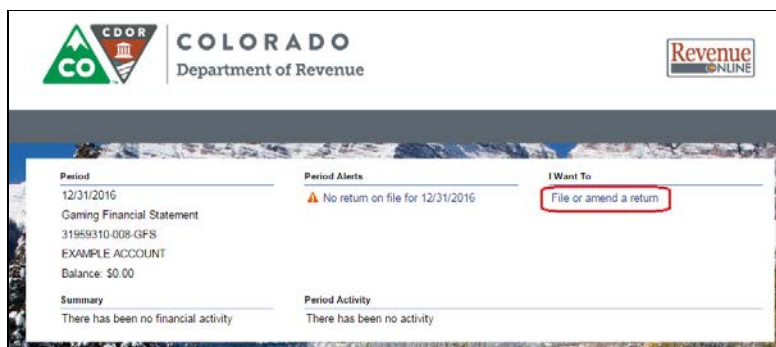 CDOR
CO
COLORADO
Department of Revenue
Revenue
ONLINE
Period
12/31/2016
Gaming Financial Statement
31959310-008-GFS
EXAMPLE ACCOUNT
Balance: $0.00
Period Alerts
No return on file for 12/31/2016
I Want To
File or amend a return
Summary
There has been no financial activity
Period Activity
There has been no activity